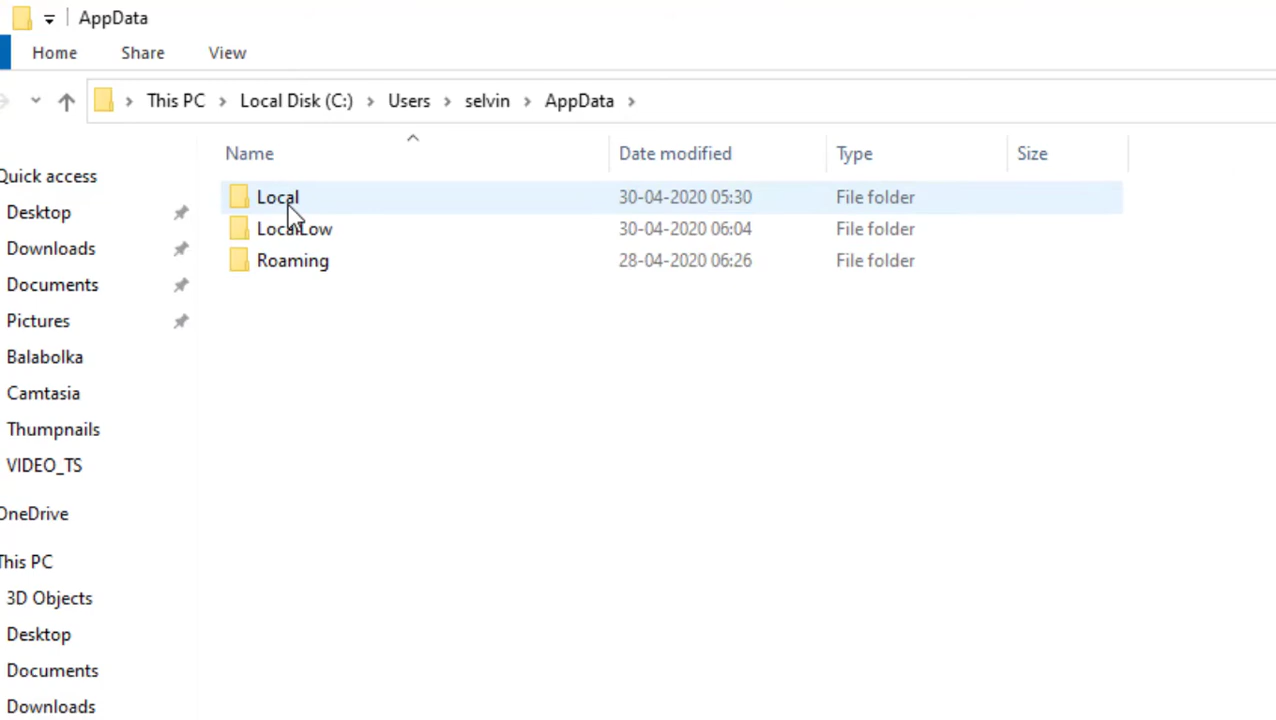 AppData
Home Share View
This PC Local Disk (C:) Users selvin AppData
Name Date modified Type Size
Quick access
Desktop
Downloads
Documents
Pictures
Balabolka
Camtasia
Thumpnails
VIDEO_TS
OneDrive
This PC
3D Objects
Desktop
Documents
Downloads
Local 30-04-2020 05:30 File folder
LocalLow 30-04-2020 06:04 File folder
Roaming 28-04-2020 06:26 File folder